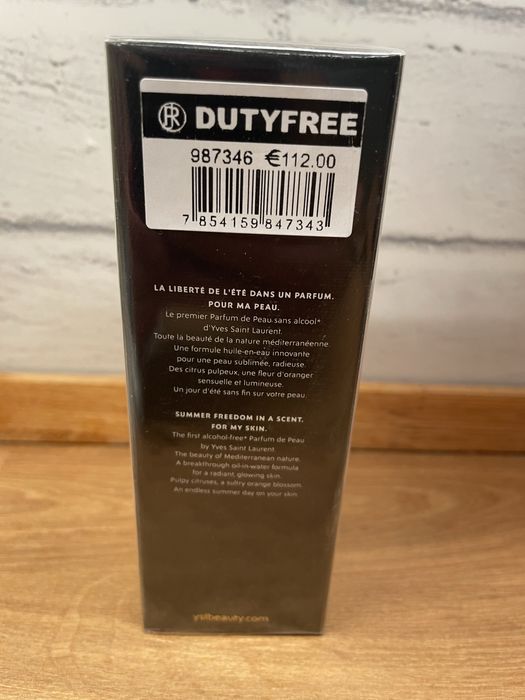 R DUTYFREE
987346 €112.00
7 854159 847343
LA LIBERTÉ DE L'ÉTÉ DANS UN PARFUM.
POUR MA PEAU.
Le premier Parfum de Peau sans alcool*
d'Yves Saint Laurent.
Toute la beauté de la nature méditerranéenne.
Une formule huile-en-eau innovante
pour une peau sublimée, radieuse.
Des citrus pulpeux, une fleur d'oranger
sensuelle et lumineuse.
Un jour d'été sans fin sur votre peau.
SUMMER FREEDOM IN A SCENT.
FOR MY SKIN.
The first alcohol-free* Parfum de Peau
by Yves Saint Laurent.
The beauty of Mediterranean nature.
A breakthrough oil-in-water formula
for a radiant, glowing skin.
Pulpy citruses, a sultry orange blossom.
An endless summer day on your skin.
yslbeauty.com